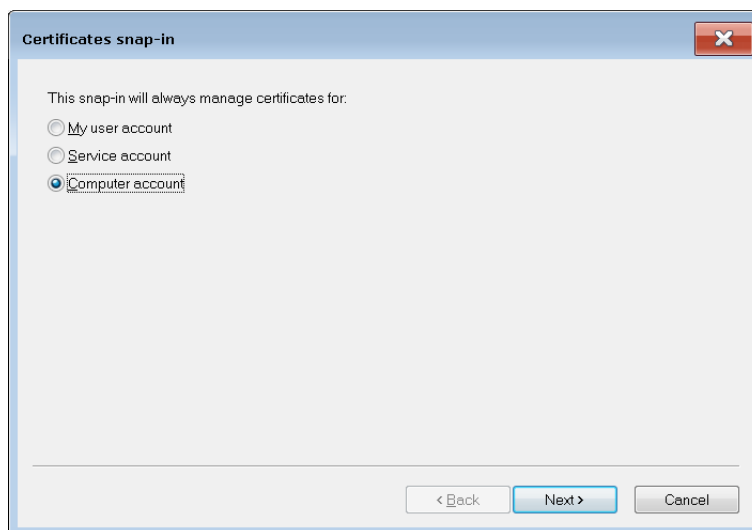 Certificates snap-in
This snap-in will always manage certificates for:
My user account
Service account
Computer account
< Back Next > Cancel